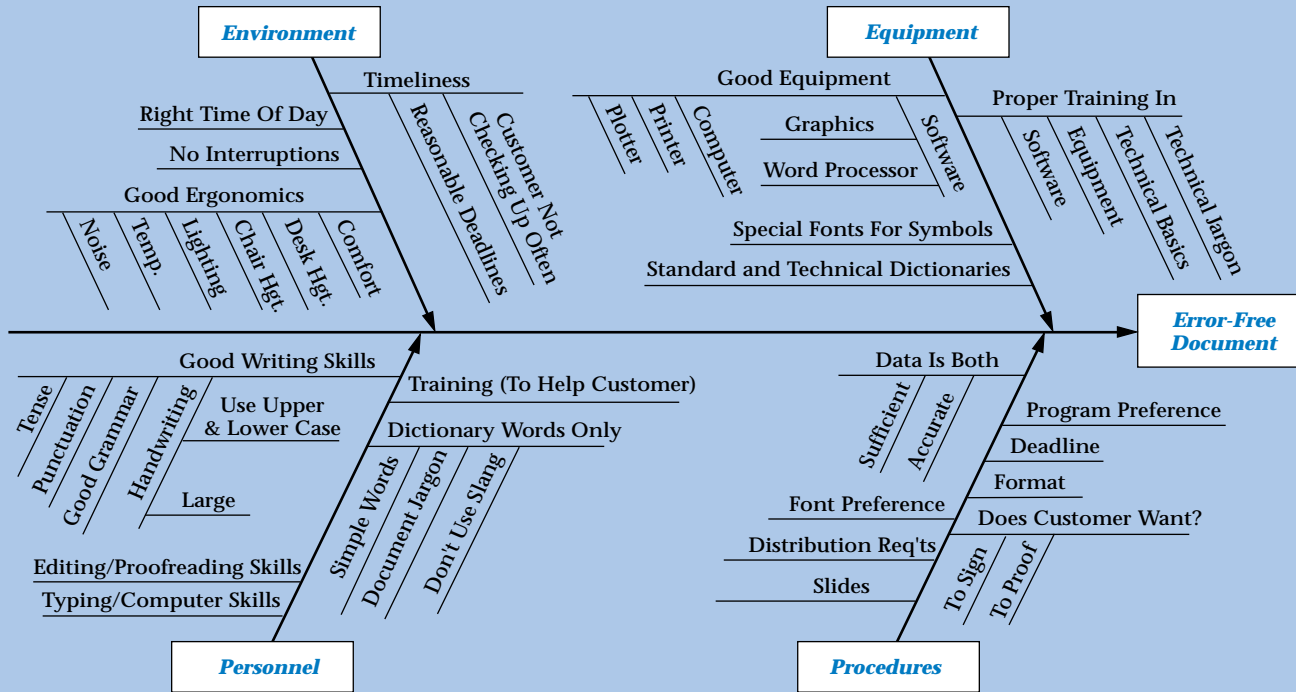 Environment
Timeliness
Right Time Of Day
No Interruptions
Good Ergonomics
Noise
Temp.
Lighting
Chair Hgt.
Desk Hgt.
Comfort
Reasonable Deadlines
Customer Not
Checking Up Often
Equipment
Good Equipment
Plotter
Printer
Computer
Software
Graphics
Word Processor
Proper Training In
Software
Equipment
Technical Basics
Technical Jargon
Special Fonts For Symbols
Standard and Technical Dictionaries
Error-Free
Document
Good Writing Skills
Tense
Punctuation
Good Grammar
Handwriting
Use Upper
& Lower Case
Large
Training (To Help Customer)
Dictionary Words Only
Simple Words
Document Jargon
Don't Use Slang
Editing/Proofreading Skills
Typing/Computer Skills
Personnel
Data Is Both
Sufficient
Accurate
Program Preference
Deadline
Format
Font Preference
Does Customer Want?
To Sign
To Proof
Distribution Req'ts
Slides
Procedures